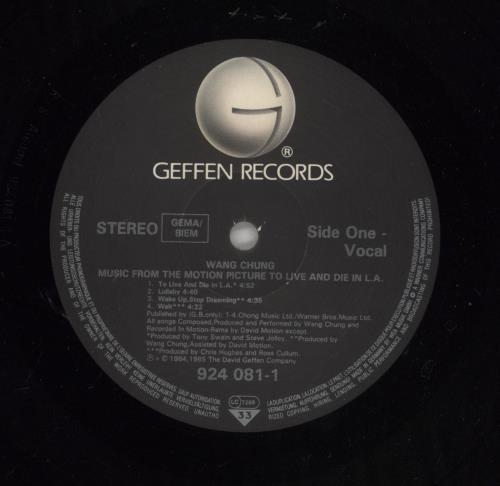 GEFFEN RECORDS
®
STEREO
GEMA/
BIEM
Side One -
Vocal
WANG CHUNG
MUSIC FROM THE MOTION PICTURE TO LIVE AND DIE IN L.A.
1. To Live And Die in L.A.* 4:52
2. Lullaby 4:40
3. Wake Up, Stop Dreaming** 4:35
4. Wait*** 4:22
Published by (G.B.only): 1-4.Chong Music Ltd./Warner Bros.Music Ltd.
All songs Composed,Produced and Performed by Wang Chung and
Recorded in Motion-Rama by David Motion except
*Produced by Tony Swain and Steve Jolley. **Produced by
Wang Chung,Assisted by David Motion.
***Produced by Chris Hughes and Ross Cullum.
℗ + © 1984,1985 The David Geffen Company
924 081-1
LC 7266
33